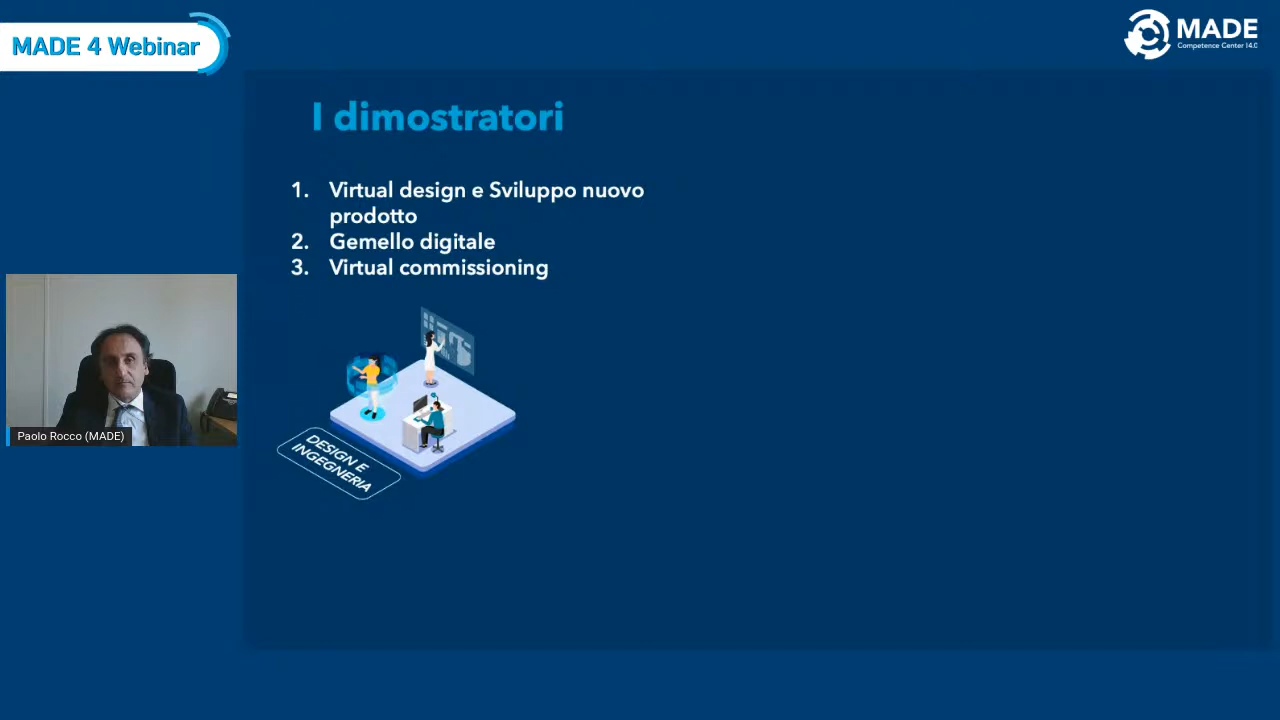 MADE 4 Webinar
MADE
Competence Center I4.0
I dimostratori
1. Virtual design e Sviluppo nuovo
prodotto
2. Gemello digitale
3. Virtual commissioning
DESIGN E
INGEGNERIA
Paolo Rocco (MADE)